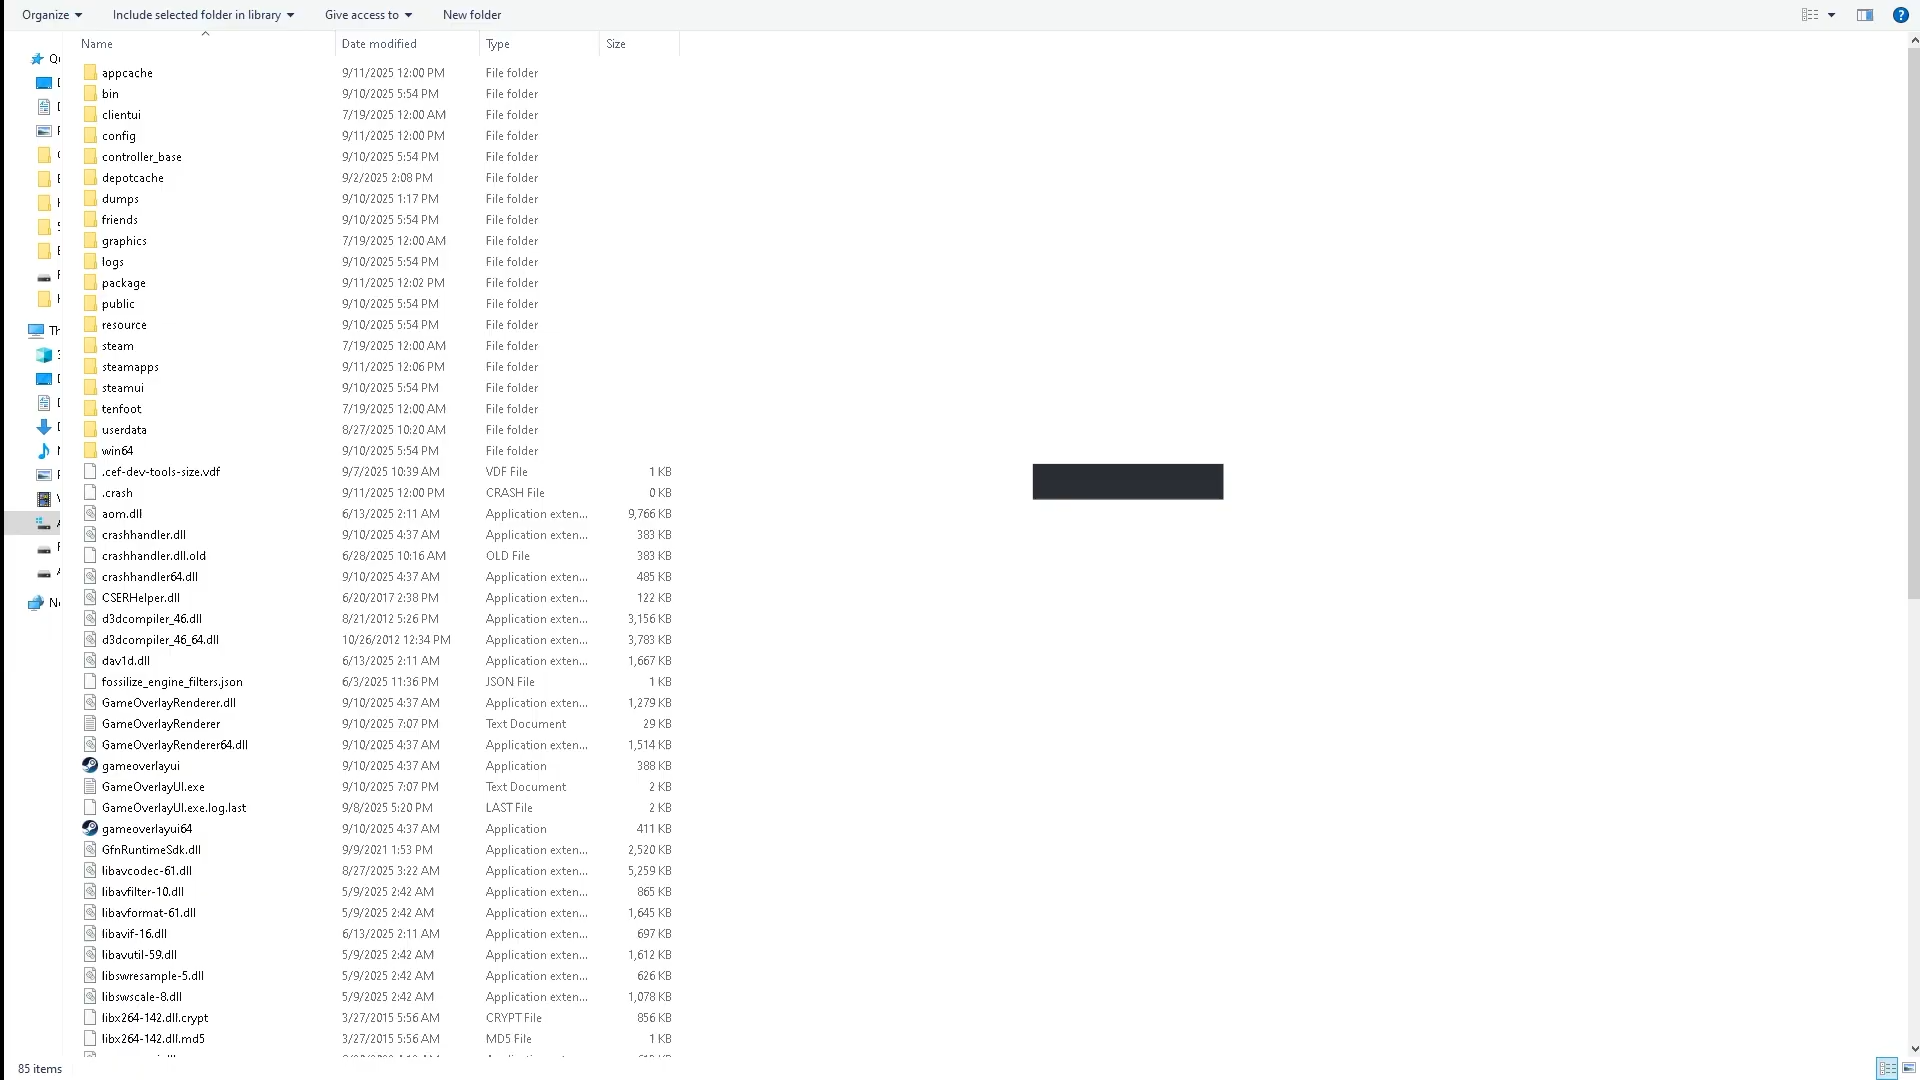 Organize Include selected folder in library Give access to New folder
Name Date modified Type Size
appcache 9/11/2025 12:00 PM File folder
bin 9/10/2025 5:54 PM File folder
clientui 7/19/2025 12:00 AM File folder
config 9/11/2025 12:00 PM File folder
controller_base 9/10/2025 5:54 PM File folder
depotcache 9/2/2025 2:08 PM File folder
dumps 9/10/2025 1:17 PM File folder
friends 9/10/2025 5:54 PM File folder
graphics 7/19/2025 12:00 AM File folder
logs 9/10/2025 5:54 PM File folder
package 9/11/2025 12:02 PM File folder
public 9/10/2025 5:54 PM File folder
resource 9/10/2025 5:54 PM File folder
steam 7/19/2025 12:00 AM File folder
steamapps 9/11/2025 12:06 PM File folder
steamui 9/10/2025 5:54 PM File folder
tenfoot 7/19/2025 12:00 AM File folder
userdata 8/27/2025 10:20 AM File folder
win64 9/10/2025 5:54 PM File folder
.cef-dev-tools-size.vdf 9/7/2025 10:39 AM VDF File 1 KB
.crash 9/11/2025 12:00 PM CRASH File 0 KB
aom.dll 6/13/2025 2:11 AM Application exten... 9,766 KB
crashhandler.dll 9/10/2025 4:37 AM Application exten... 383 KB
crashhandler.dll.old 6/28/2025 10:16 AM OLD File 383 KB
crashhandler64.dll 9/10/2025 4:37 AM Application exten... 485 KB
CSERHelper.dll 6/20/2017 2:38 PM Application exten... 122 KB
d3dcompiler_46.dll 8/21/2012 5:26 PM Application exten... 3,156 KB
d3dcompiler_46_64.dll 10/26/2012 12:34 PM Application exten... 3,783 KB
dav1d.dll 6/13/2025 2:11 AM Application exten... 1,667 KB
fossilize_engine_filters.json 6/3/2025 11:36 PM JSON File 1 KB
GameOverlayRenderer.dll 9/10/2025 4:37 AM Application exten... 1,279 KB
GameOverlayRenderer 9/10/2025 7:07 PM Text Document 29 KB
GameOverlayRenderer64.dll 9/10/2025 4:37 AM Application exten... 1,514 KB
gameoverlayui 9/10/2025 4:37 AM Application 388 KB
GameOverlayUI.exe 9/10/2025 7:07 PM Text Document 2 KB
GameOverlayUI.exe.log.last 9/8/2025 5:20 PM LAST File 2 KB
gameoverlayui64 9/10/2025 4:37 AM Application 411 KB
GfnRuntimeSdk.dll 9/9/2021 1:53 PM Application exten... 2,520 KB
libavcodec-61.dll 8/27/2025 3:22 AM Application exten... 5,259 KB
libavfilter-10.dll 5/9/2025 2:42 AM Application exten... 865 KB
libavformat-61.dll 5/9/2025 2:42 AM Application exten... 1,645 KB
libavif-16.dll 6/13/2025 2:11 AM Application exten... 697 KB
libavutil-59.dll 5/9/2025 2:42 AM Application exten... 1,612 KB
libswresample-5.dll 5/9/2025 2:42 AM Application exten... 626 KB
libswscale-8.dll 5/9/2025 2:42 AM Application exten... 1,078 KB
libx264-142.dll.crypt 3/27/2015 5:56 AM CRYPT File 856 KB
libx264-142.dll.md5 3/27/2015 5:56 AM MD5 File 1 KB
85 items